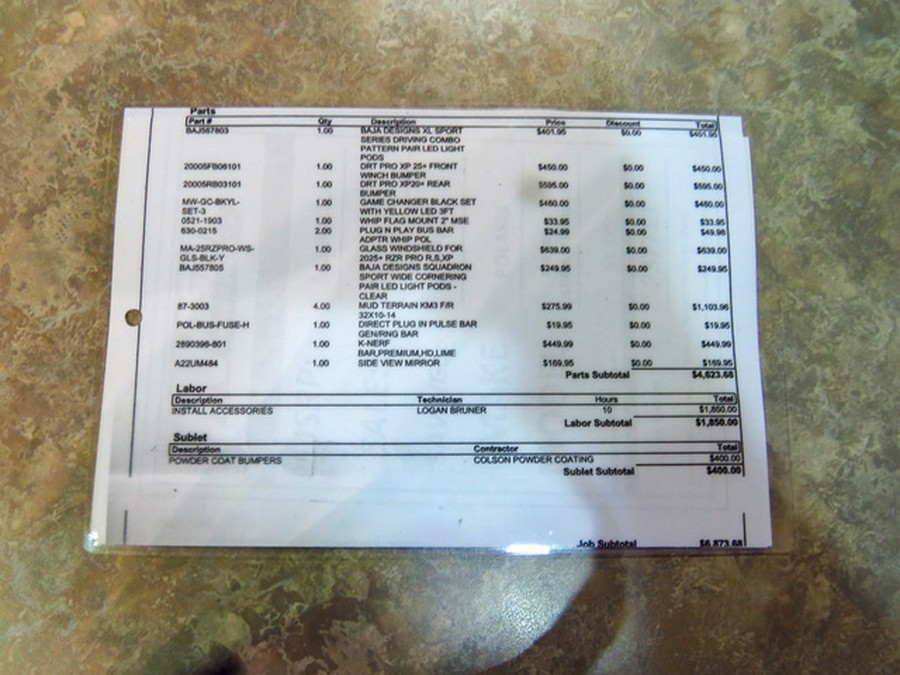 Parts
Part # Qty Description Price Discount Total
BAJ557803 1.00 BAJA DESIGNS XL SPORT $401.95 $0.00 $401.95
SERIES DRIVING COMBO
PATTERN PAIR LED LIGHT
PODS
20005FB06101 1.00 DRT PRO XP 25+ FRONT $450.00 $0.00 $450.00
WINCH BUMPER
20005RB03101 1.00 DRT PRO XP20+ REAR $595.00 $0.00 $595.00
BUMPER
MW-GC-BKYL- 1.00 GAME CHANGER BLACK SET $460.00 $0.00 $460.00
SET-3 WITH YELLOW LED 3FT
0521-1903 1.00 WHIP FLAG MOUNT 2" MSE $33.95 $0.00 $33.95
630-0215 2.00 PLUG N PLAY BUS BAR $24.99 $0.00 $49.98
ADPTR WHIP POL
MA-25RZPRO-WS- 1.00 GLASS WINDSHIELD FOR $639.00 $0.00 $639.00
GLS-BLK-Y 2025+ RZR PRO R,S,XP
BAJ557805 1.00 BAJA DESIGNS SQUADRON $249.95 $0.00 $249.95
SPORT WIDE CORNERING
PAIR LED LIGHT PODS -
CLEAR
87-3003 4.00 MUD TERRAIN KM3 F/R $275.99 $0.00 $1,103.96
32X10-14
POL-BUS-FUSE-H 1.00 DIRECT PLUG IN PULSE BAR $19.95 $0.00 $19.95
GEN/RNG BAR
2890396-801 1.00 K-NERF $449.99 $0.00 $449.99
BAR,PREMIUM,HD,LIME
A22UM484 1.00 SIDE VIEW MIRROR $169.95 $0.00 $169.95
Parts Subtotal $4,623.68
Labor
Description Technician Hours Total
INSTALL ACCESSORIES LOGAN BRUNER 10 $1,850.00
Labor Subtotal $1,850.00
Sublet
Description Contractor Total
POWDER COAT BUMPERS COLSON POWDER COATING $400.00
Sublet Subtotal $400.00
Job Subtotal $6,873.68